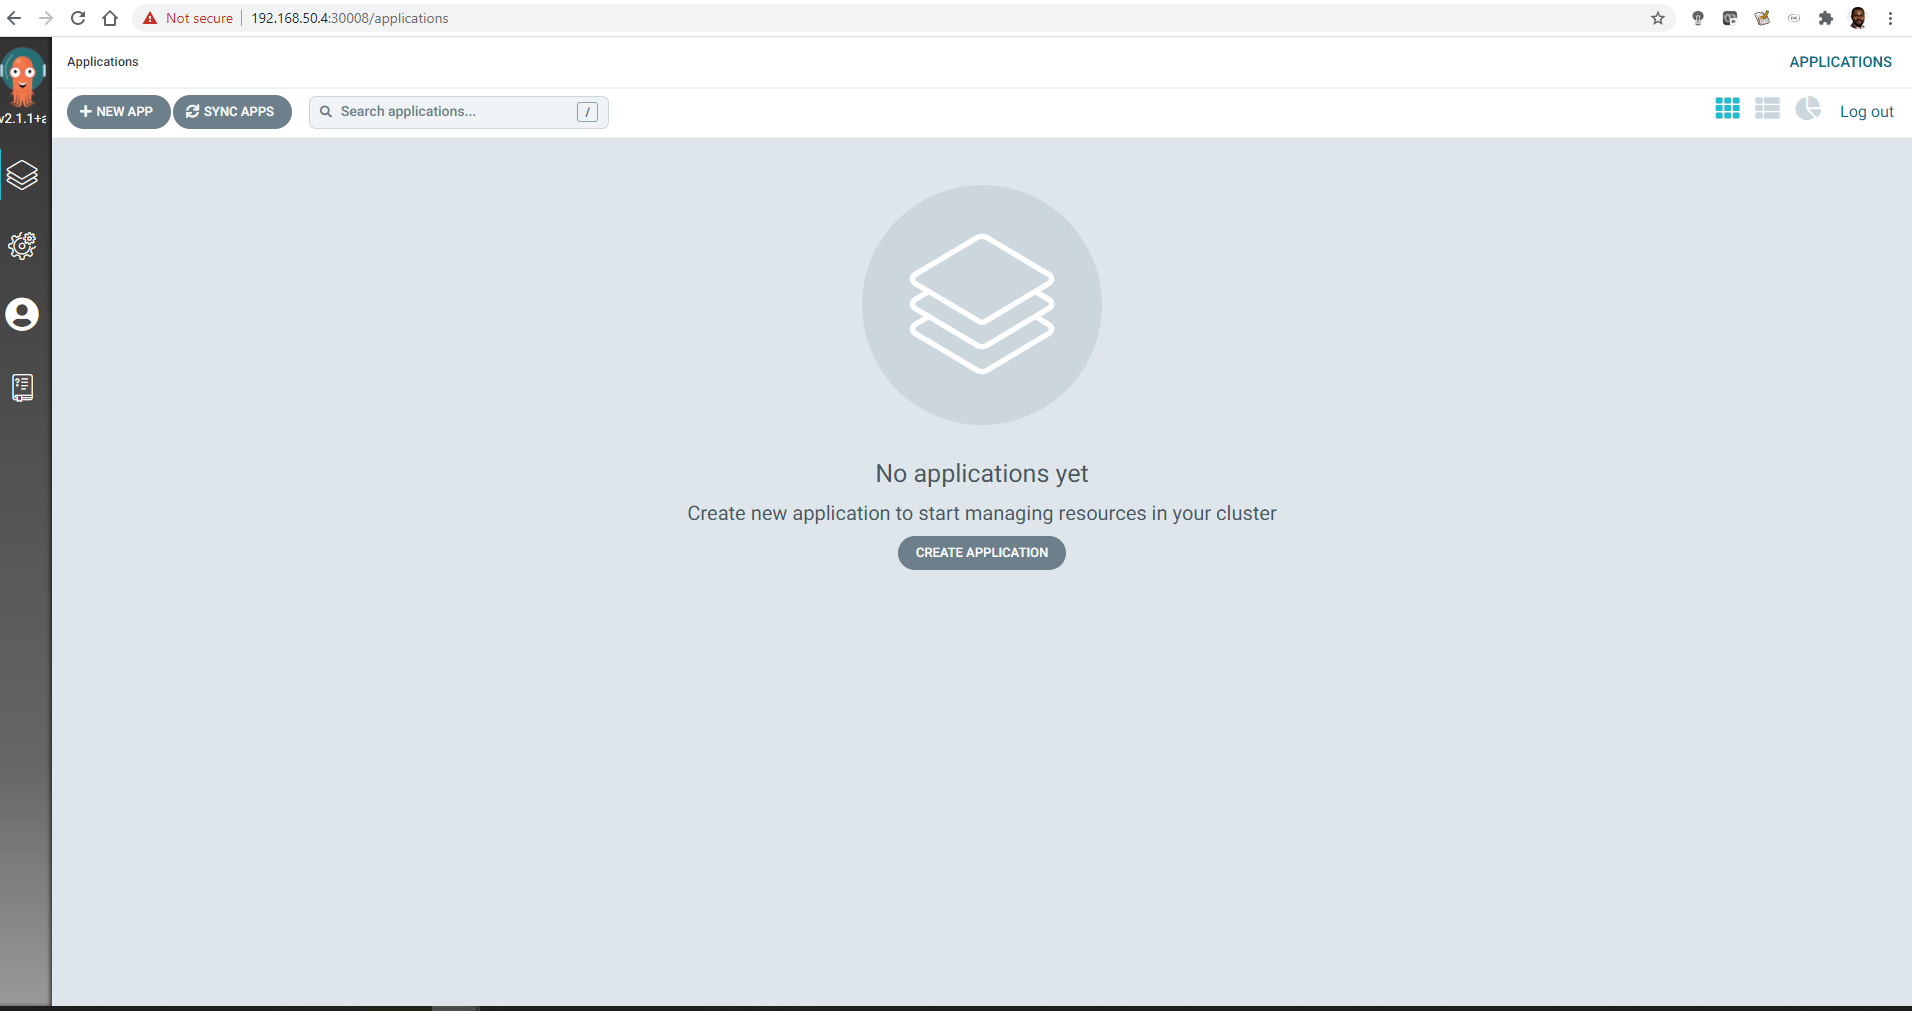 Not secure 192.168.50.4:30008/applications
Applications
APPLICATIONS
v2.1.1+a
NEW APP
SYNC APPS
Search applications...
/
Log out
No applications yet
Create new application to start managing resources in your cluster
CREATE APPLICATION